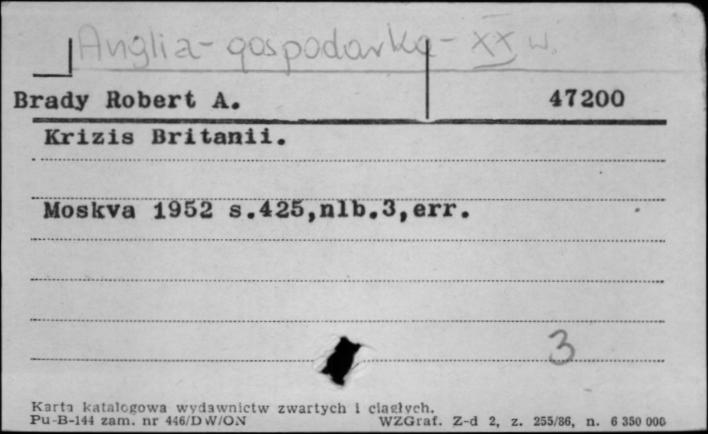 Anglia - gospodarka - XX w.
Brady Robert A. 47200
Krizis Britanii.
Moskva 1952 s.425,nlb.3,err.
3
Karta katalogowa wydawnictw zwartych i ciągłych.
Pu-B-144 zam. nr 446/DW/ON WZGraf. Z-d 2, z. 255/86, n. 6 350 000